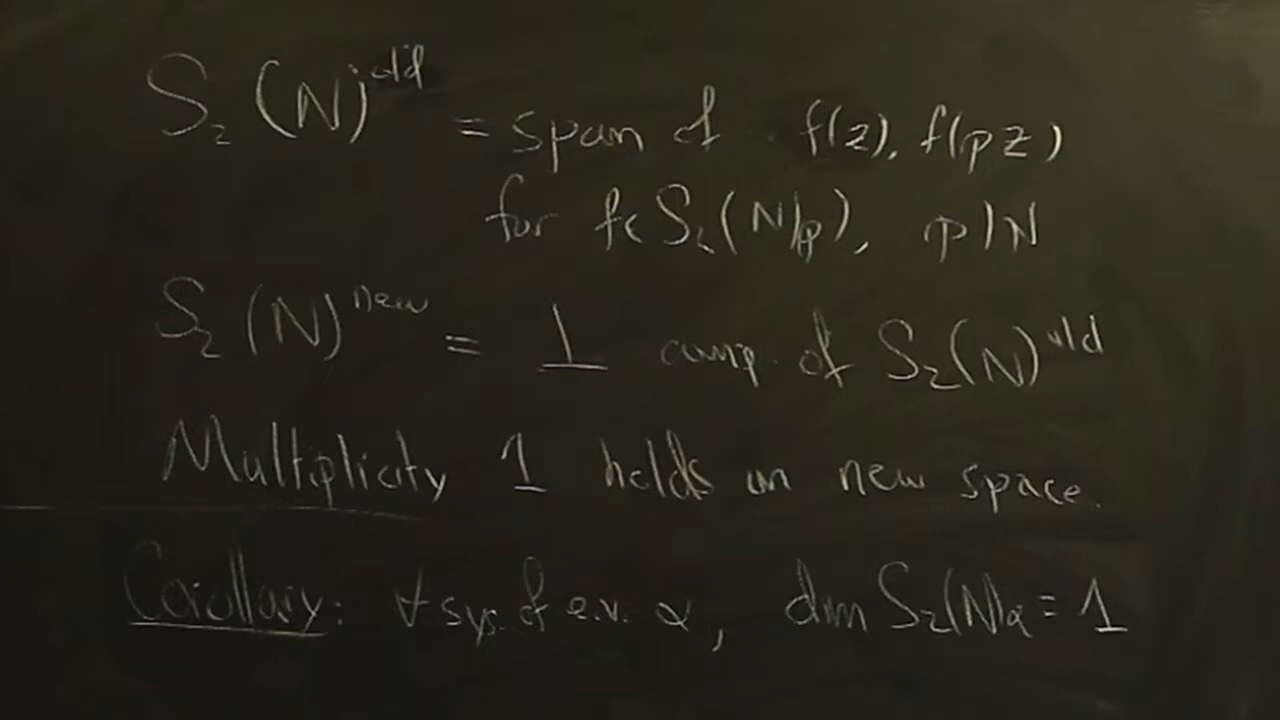 S₂(N)^old = span of f(z), f(pz)
for f ∈ S₂(N/p), p|N
S₂(N)^new = ⊥ comp. of S₂(N)^old
Multiplicity 1 holds on new space.
Corollary: ∀ sys. of e.v. α, dim S₂(N)_α = 1